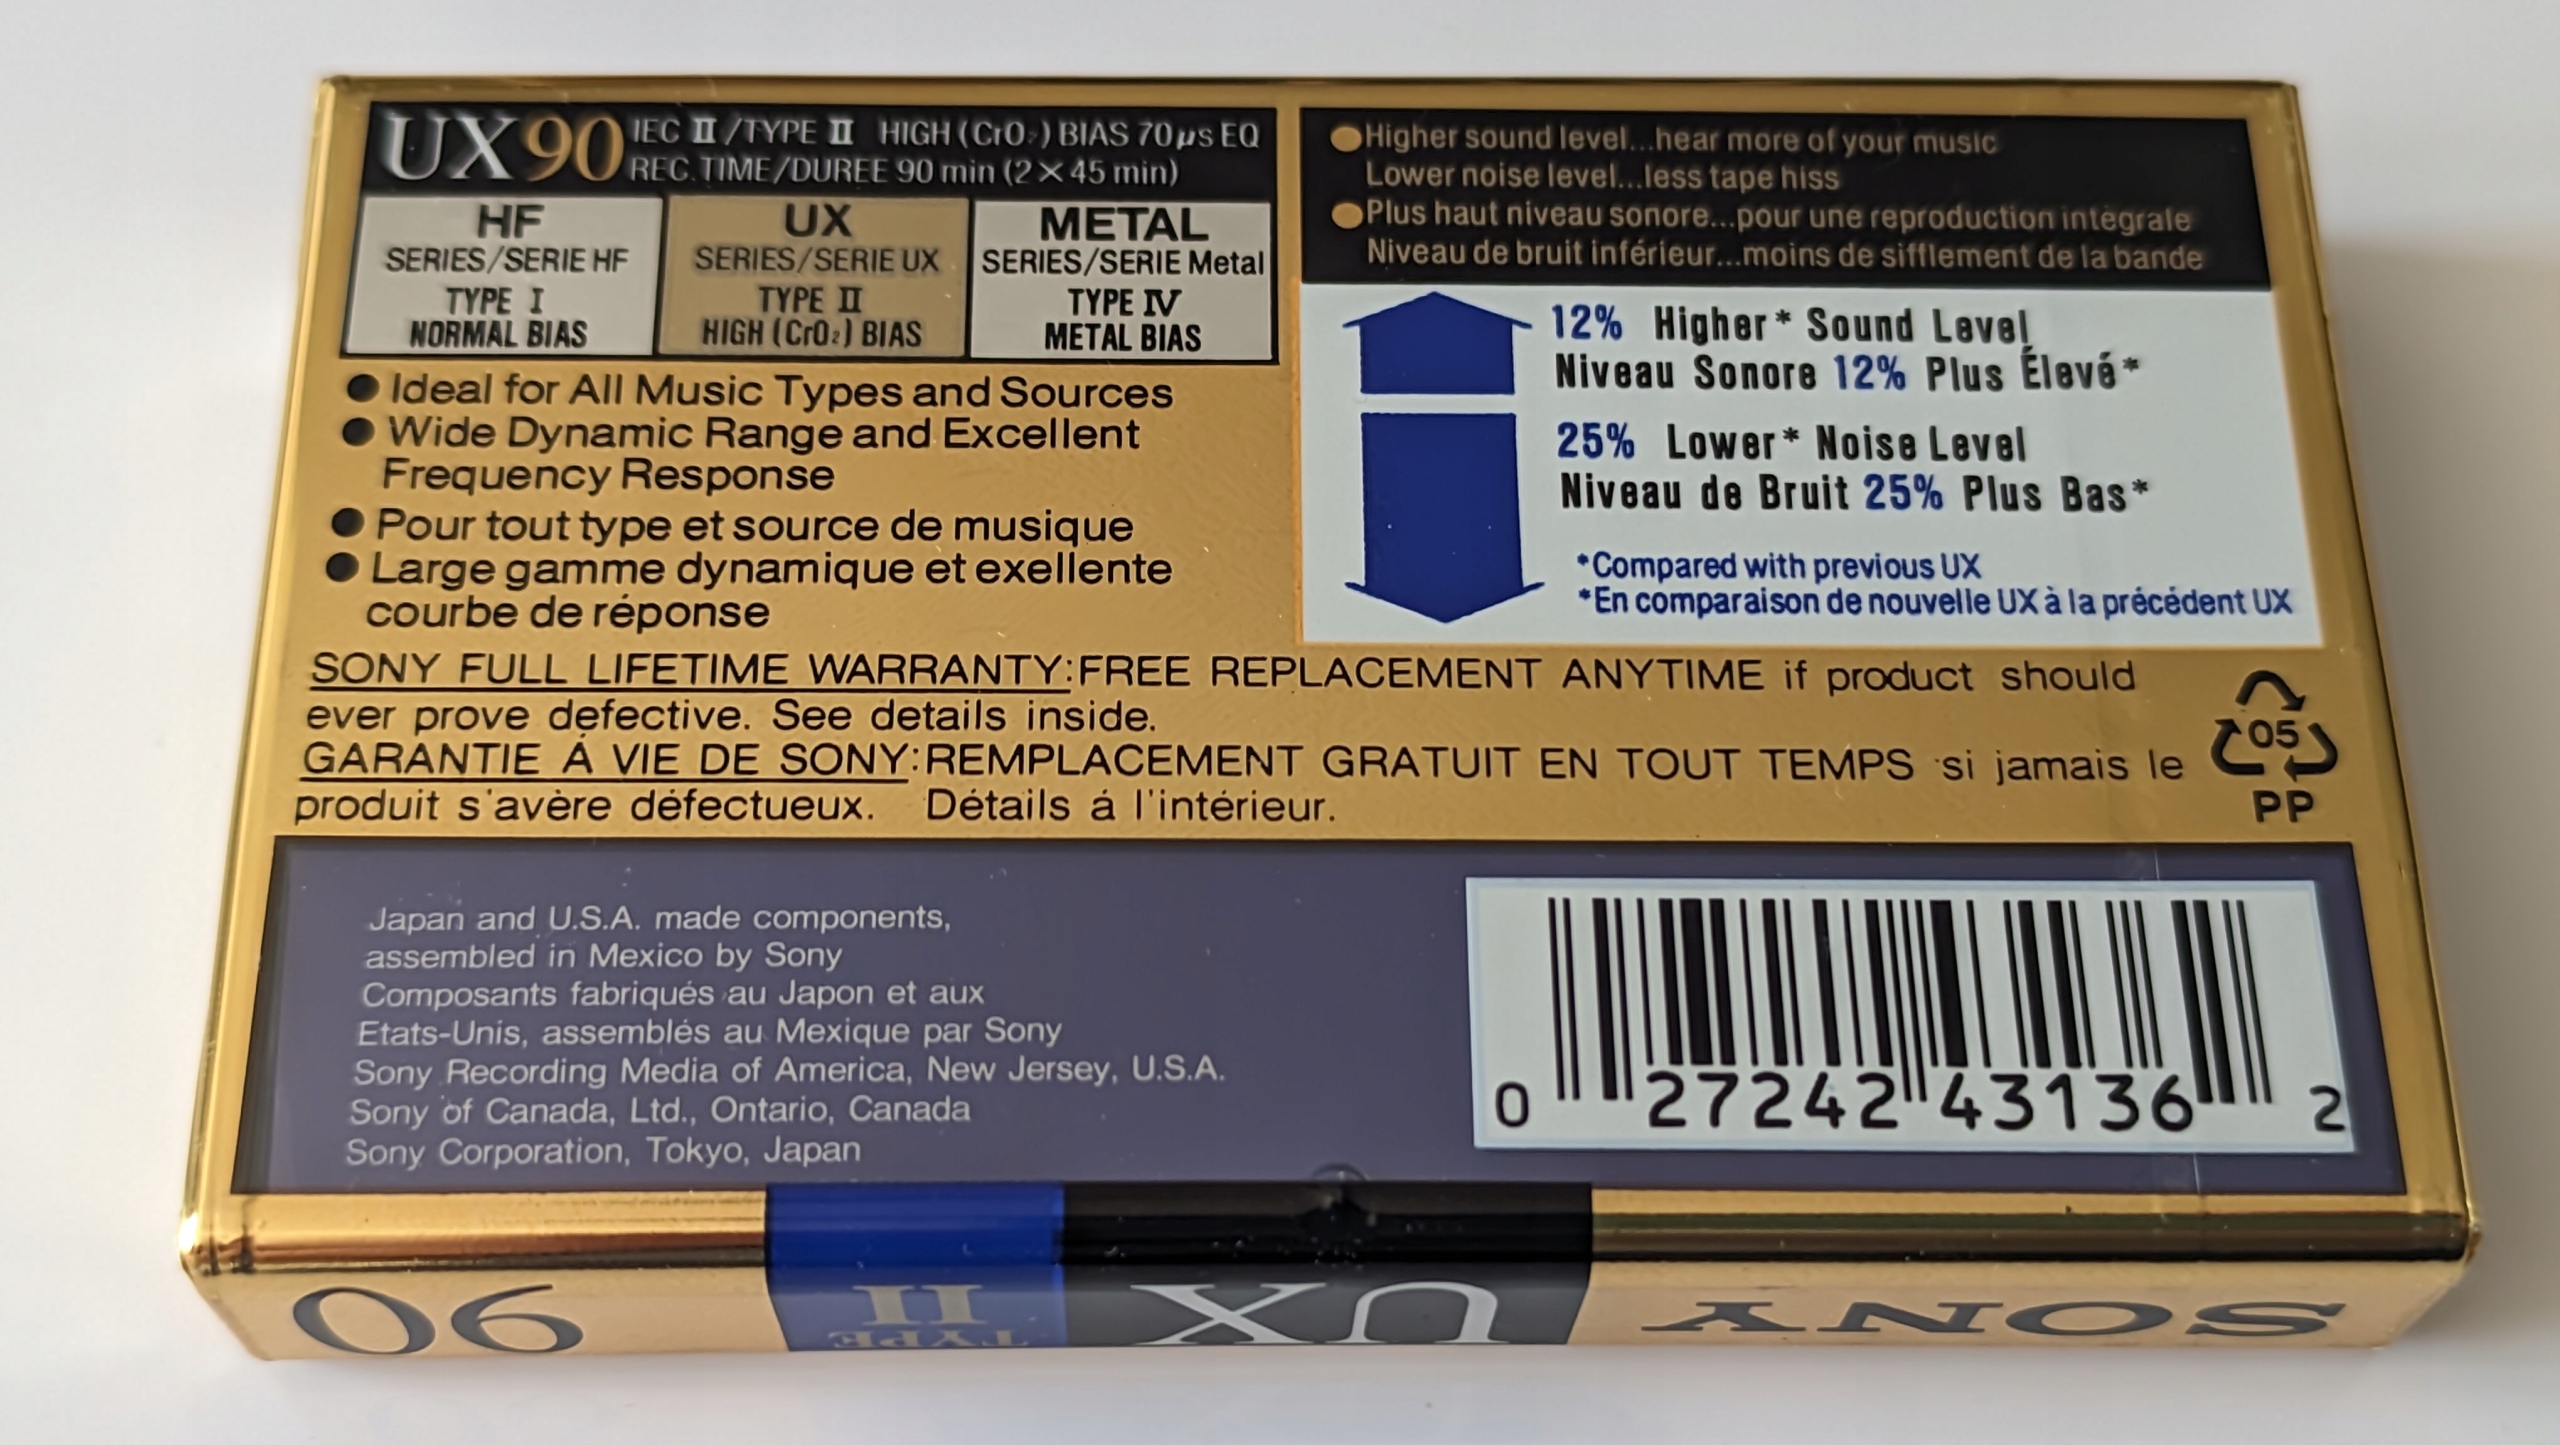 UX90 IEC II/TYPE II HIGH (CrO₂) BIAS 70µs EQ
REC.TIME/DUREE 90 min (2×45 min)
HF
SERIES/SERIE HF
TYPE I
NORMAL BIAS
UX
SERIES/SERIE UX
TYPE II
HIGH (CrO₂) BIAS
METAL
SERIES/SERIE Metal
TYPE IV
METAL BIAS
● Ideal for All Music Types and Sources
● Wide Dynamic Range and Excellent
Frequency Response
● Pour tout type et source de musique
● Large gamme dynamique et exellente
courbe de réponse
●Higher sound level...hear more of your music
Lower noise level...less tape hiss
●Plus haut niveau sonore...pour une reproduction intégrale
Niveau de bruit inférieur...moins de sifflement de la bande
12% Higher* Sound Level
Niveau Sonore 12% Plus Élevé*
25% Lower* Noise Level
Niveau de Bruit 25% Plus Bas*
*Compared with previous UX
*En comparaison de nouvelle UX à la précédent UX
SONY FULL LIFETIME WARRANTY:FREE REPLACEMENT ANYTIME if product should
ever prove defective. See details inside.
GARANTIE Á VIE DE SONY:REMPLACEMENT GRATUIT EN TOUT TEMPS si jamais le
produit s'avère défectueux. Détails á l'intérieur.
05
PP
Japan and U.S.A. made components,
assembled in Mexico by Sony
Composants fabriqués au Japon et aux
Etats-Unis, assemblés au Mexique par Sony
Sony Recording Media of America, New Jersey, U.S.A.
Sony of Canada, Ltd., Ontario, Canada
Sony Corporation, Tokyo, Japan
0 27242 43136 2
SONY
UX
TYPE
II
90